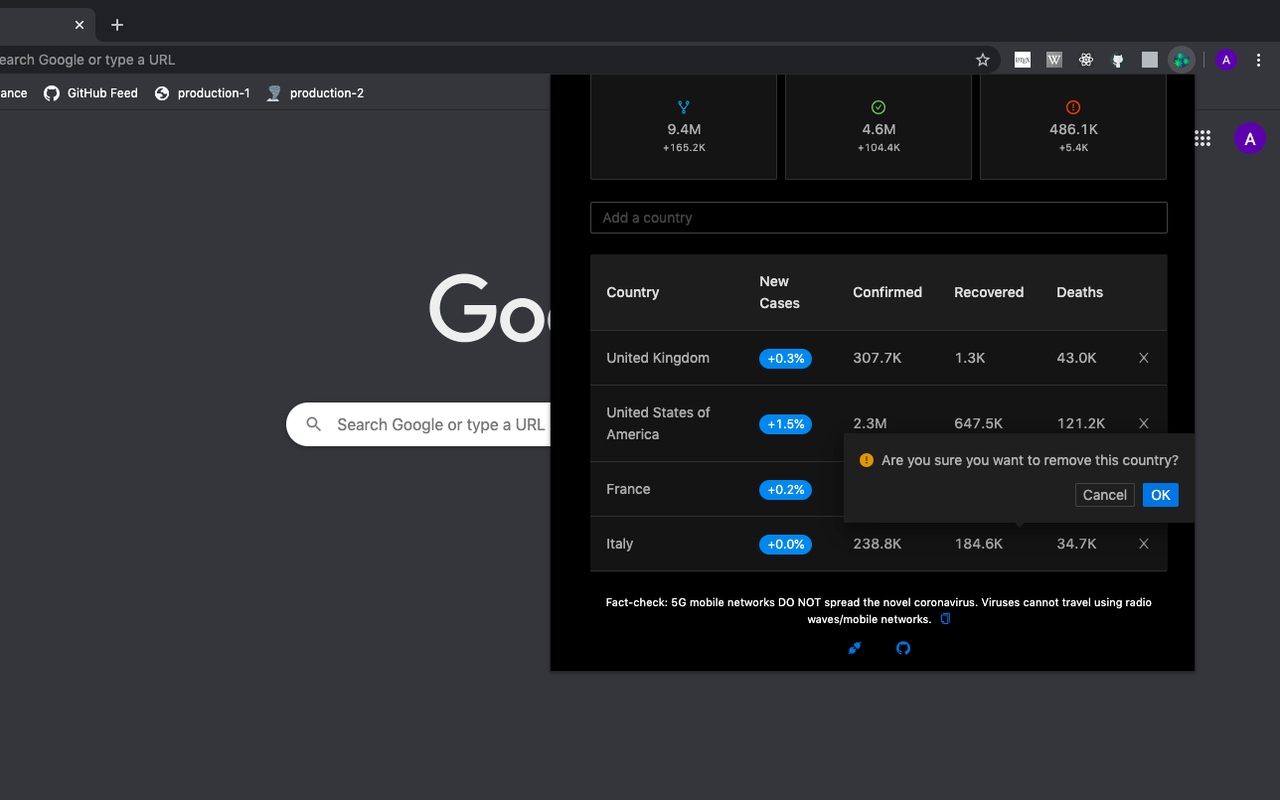 earch Google or type a URL
A
ance
GitHub Feed
production-1
production-2
9.4M
+165.2K
4.6M
+104.4K
486.1K
+5.4K
A
Add a country
Goo
Country
New
Cases
Confirmed
Recovered
Deaths
United Kingdom
+0.3%
307.7K
1.3K
43.0K
United States of
America
+1.5%
2.3M
647.5K
121.2K
Search Google or type a URL
Are you sure you want to remove this country?
Cancel
OK
France
+0.2%
Italy
+0.0%
238.8K
184.6K
34.7K
Fact-check: 5G mobile networks DO NOT spread the novel coronavirus. Viruses cannot travel using radio
waves/mobile networks.